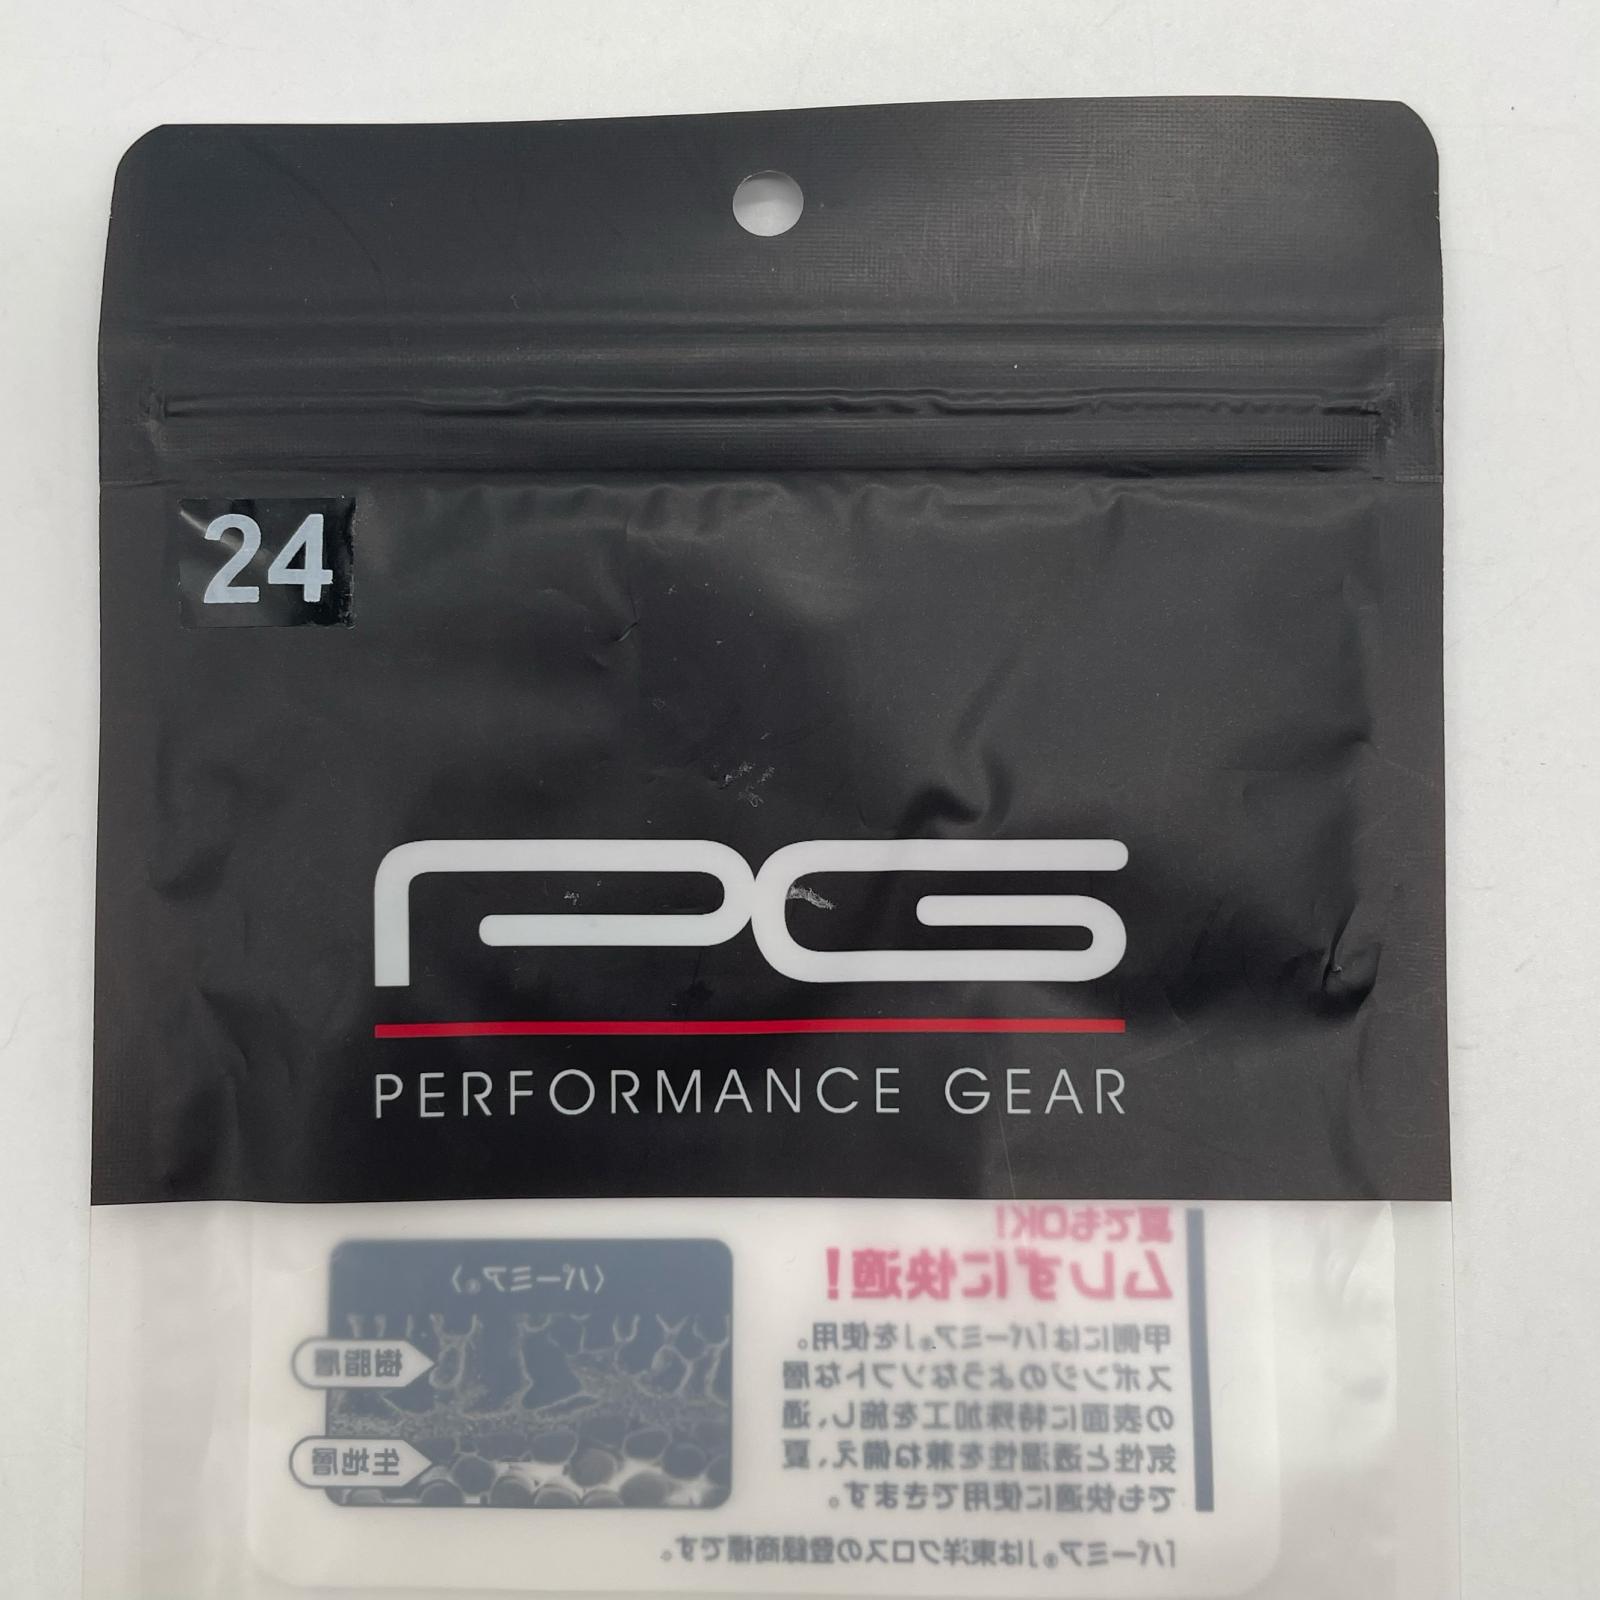 24
PG
PERFORMANCE GEAR
夏でもOK!
ムレずに快適!
甲側には「パーミア®」を使用。
スポンジのようなソフトな層
の表面に特殊加工を施し、通
気性と透湿性を兼ね備え、夏
でも快適に使用できます。
〈パーミア®〉
樹脂層
生地層
「パーミア®」は東洋クロスの登録商標です。